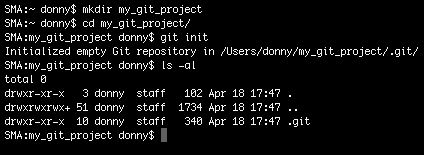 SMA:~ donny$ mkdir my_git_project
SMA:~ donny$ cd my_git_project/
SMA:my_git_project donny$ git init
Initialized empty Git repository in /Users/donny/my_git_project/.git/
SMA:my_git_project donny$ ls -al
total 0
drwxr-xr-x   3 donny  staff   102 Apr 18 17:47 .
drwxrwxrwx+ 51 donny  staff  1734 Apr 18 17:47 ..
drwxr-xr-x  10 donny  staff   340 Apr 18 17:47 .git
SMA:my_git_project donny$